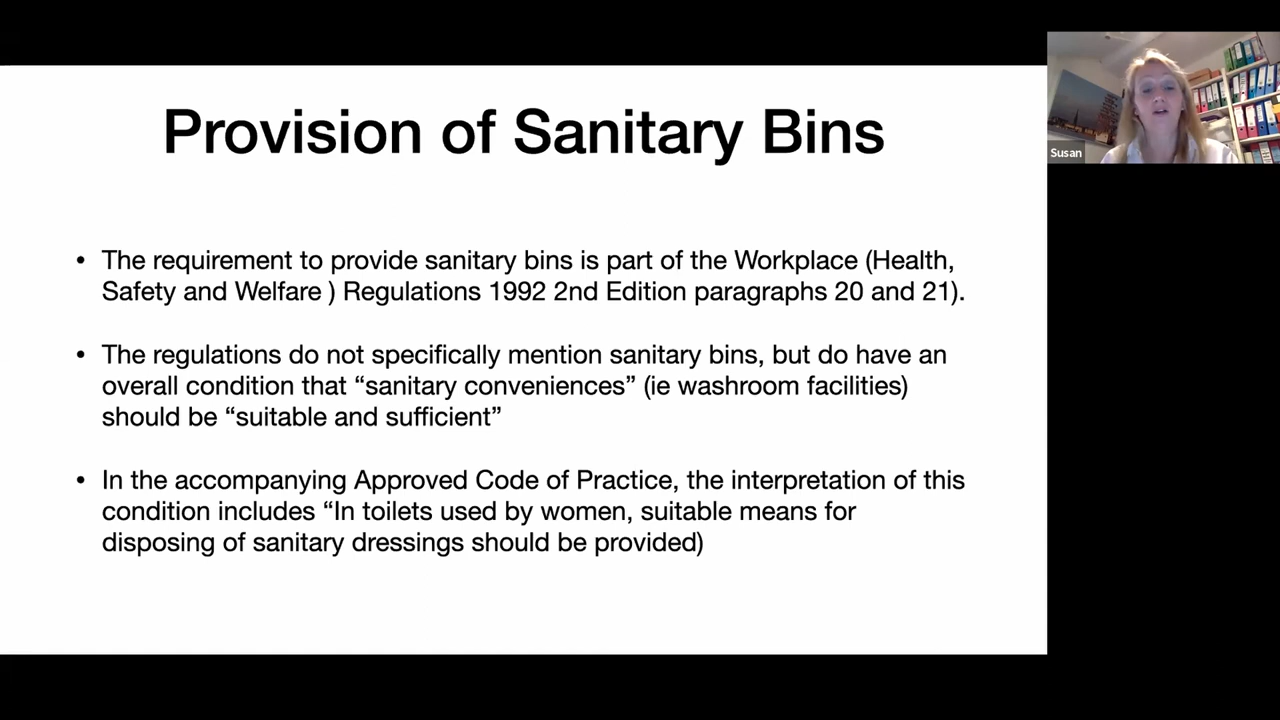 Provision of Sanitary Bins
• The requirement to provide sanitary bins is part of the Workplace (Health,
Safety and Welfare ) Regulations 1992 2nd Edition paragraphs 20 and 21).
• The regulations do not specifically mention sanitary bins, but do have an
overall condition that “sanitary conveniences” (ie washroom facilities)
should be “suitable and sufficient”
• In the accompanying Approved Code of Practice, the interpretation of this
condition includes “In toilets used by women, suitable means for
disposing of sanitary dressings should be provided)
Susan